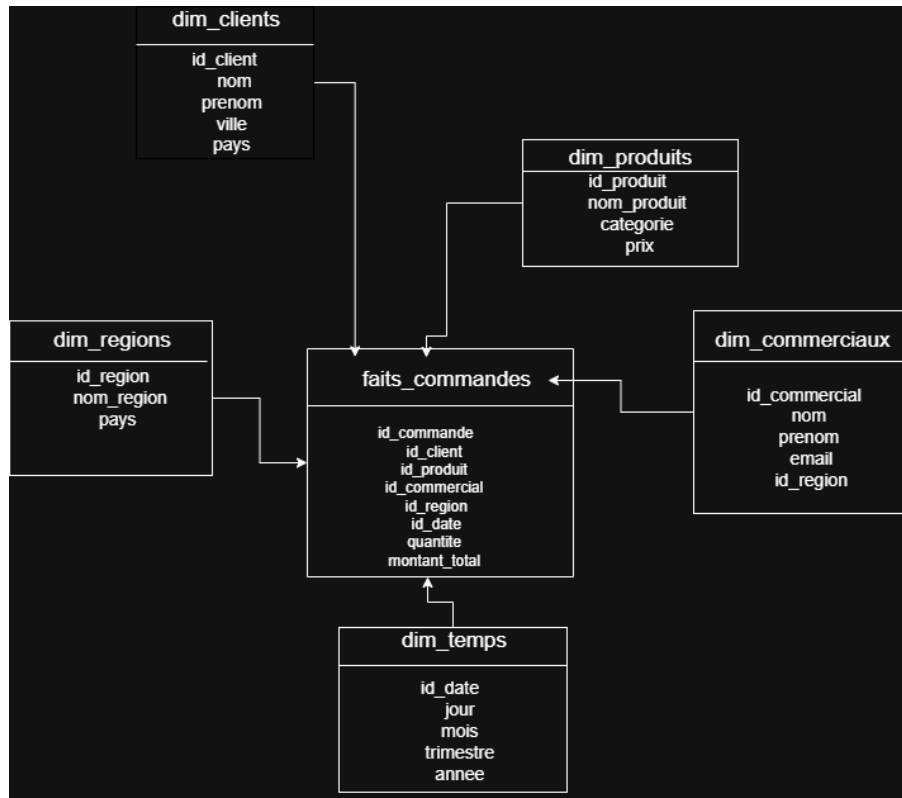 dim_clients
id_client
nom
prenom
ville
pays
dim_produits
id_produit
nom_produit
categorie
prix
dim_regions
id_region
nom_region
pays
faits_commandes
id_commande
id_client
id_produit
id_commercial
id_region
id_date
quantite
montant_total
dim_commerciaux
id_commercial
nom
prenom
email
id_region
dim_temps
id_date
jour
mois
trimestre
annee